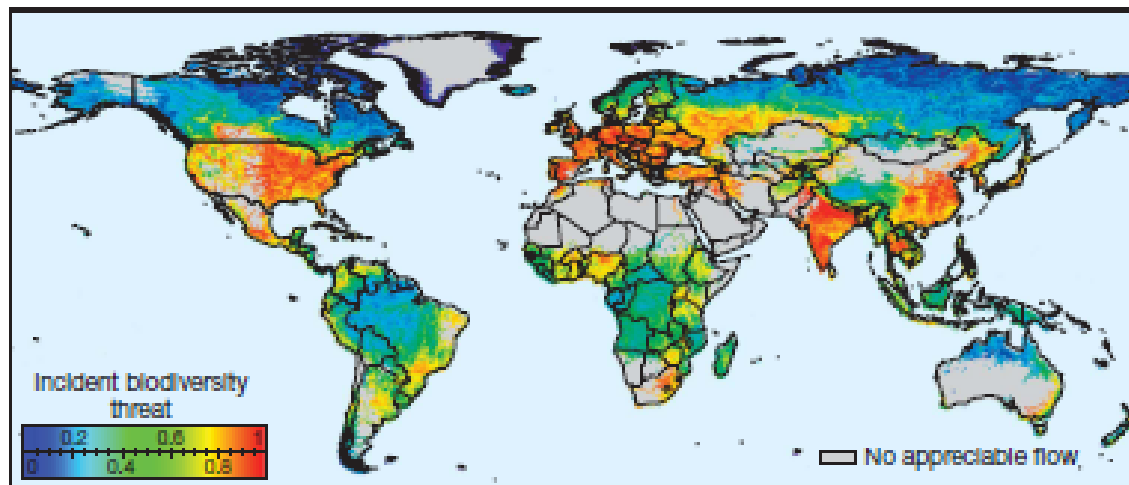 Incident biodiversity
threat
0.2 0.6 1
0 0.4 0.8
No appreciable flow